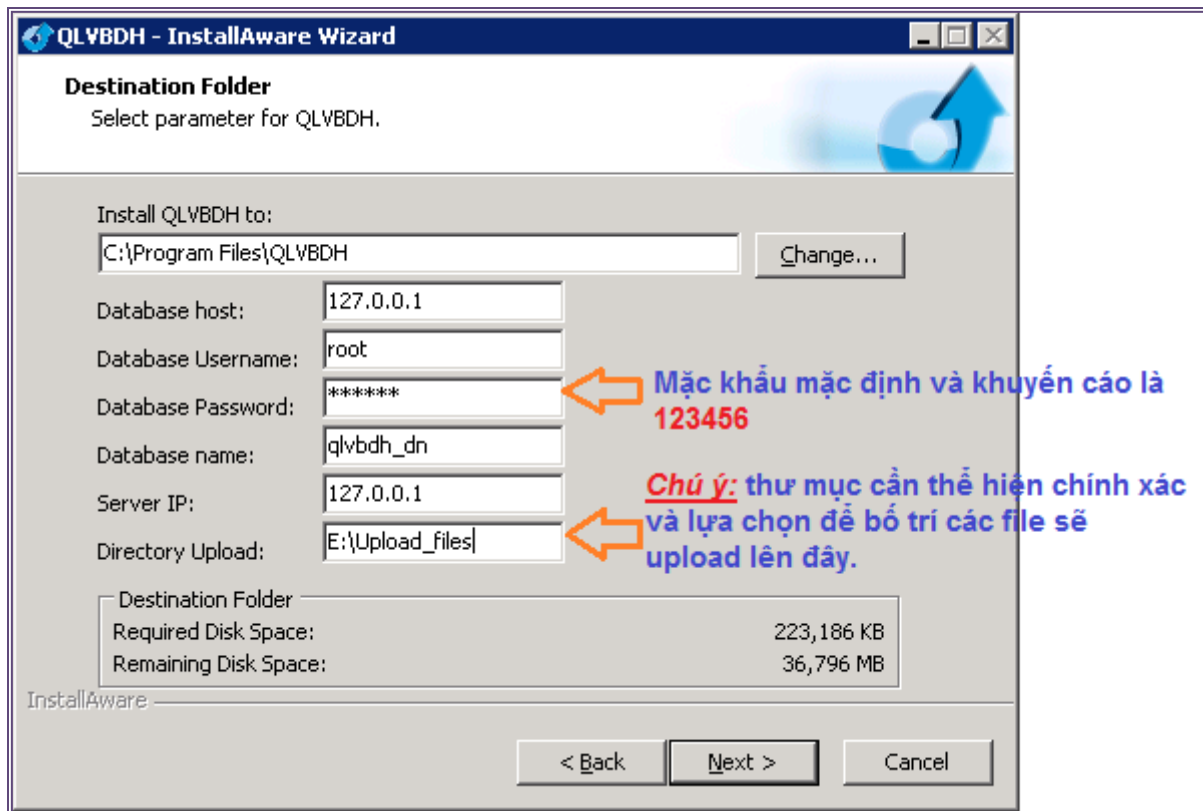 QLVBDH - InstallAware Wizard
Destination Folder
Select parameter for QLVBDH.
Install QLVBDH to:
C:\Program Files\QLVBDH
Change...
Database host:
127.0.0.1
Database Username:
root
Database Password:
******
Mặc khẩu mặc định và khuyến cáo là
123456
Database name:
qlvbdh_dn
Server IP:
127.0.0.1
Directory Upload:
E:\Upload_files
Chú ý: thư mục cần thể hiện chính xác
và lựa chọn để bố trí các file sẽ
upload lên đây.
Destination Folder
Required Disk Space: 223,186 KB
Remaining Disk Space: 36,796 MB
InstallAware
< Back
Next >
Cancel